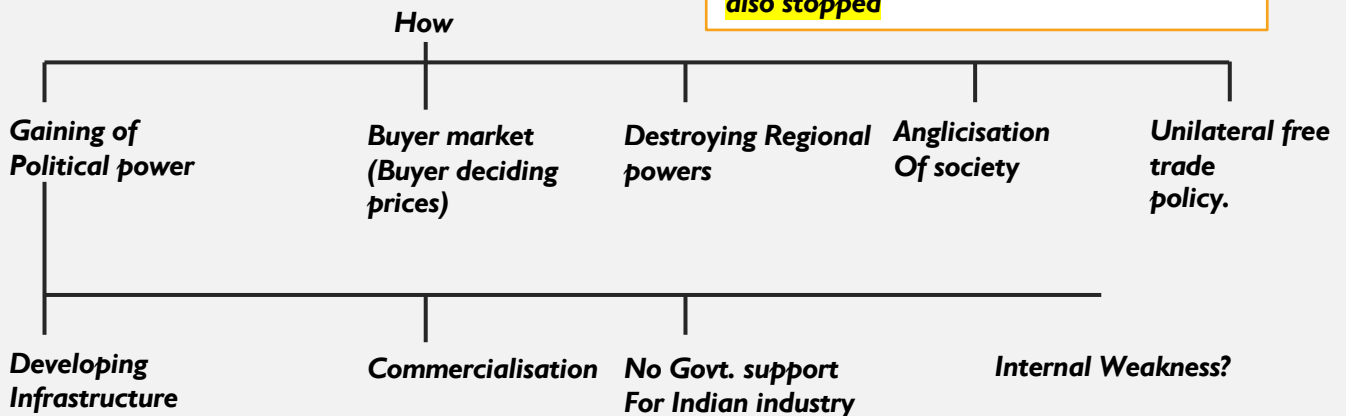 also stopped
How
Gaining of
Political power
Buyer market
(Buyer deciding
prices)
Destroying Regional
powers
Anglicisation
Of society
Unilateral free
trade
policy.
Developing
Infrastructure
Commercialisation
No Govt. support
For Indian industry
Internal Weakness?